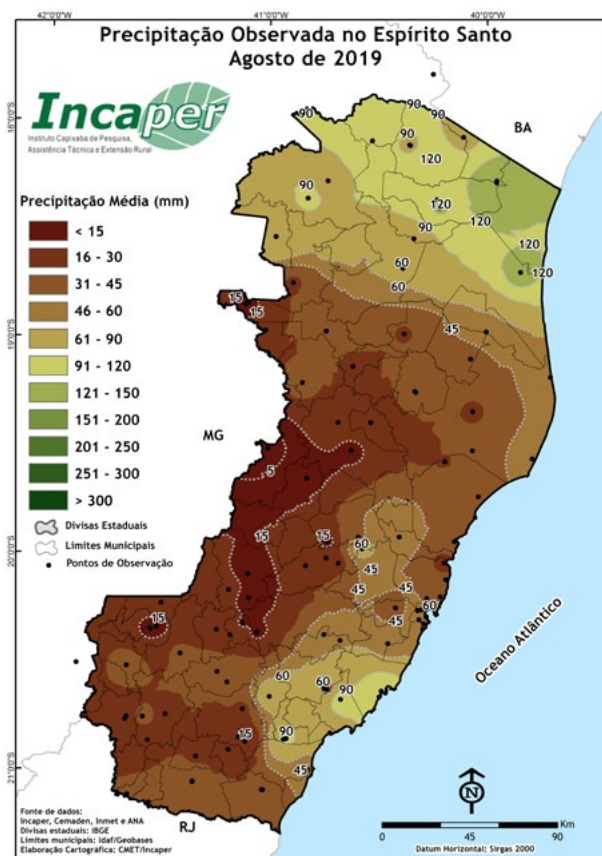 42°0'0"W
41°0'0"W
40°0'0"W
Precipitação Observada no Espírito Santo
Agosto de 2019
Incaper
Instituto Capixaba de Pesquisa,
Assistência Técnica e Extensão Rural
BA
Precipitação Média (mm)
< 15
16 - 30
31 - 45
46 - 60
61 - 90
91 - 120
121 - 150
151 - 200
201 - 250
251 - 300
> 300
Divisas Estaduais
Limites Municipais
Pontos de Observação
19°0'0"S
20°0'0"S
21°0'0"S
90
90
90
90
120
90
120
120
90
120
60
120
60
15
15
45
5
15
15
60
45
45
45
60
45
15
60
60
90
15
90
45
MG
RJ
Oceano Atlântico
N
Km
0
45
90
Datum Horizontal: Sirgas 2000
Fonte de dados:
Incaper, Cemaden, Inmet e ANA
Divisas estaduais: IBGE
Limites municipais: Idaf/Geobases
Elaboração Cartográfica: CMET/Incaper